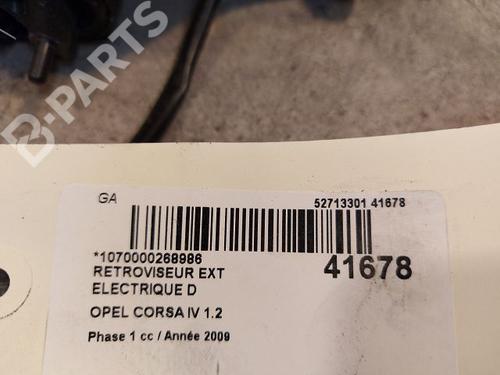 B-PARTS
GA
52713301 41678
*1070000268986
41678
RETROVISEUR EXT
ELECTRIQUE D
OPEL CORSA IV 1.2
Phase 1 cc / Année 2009